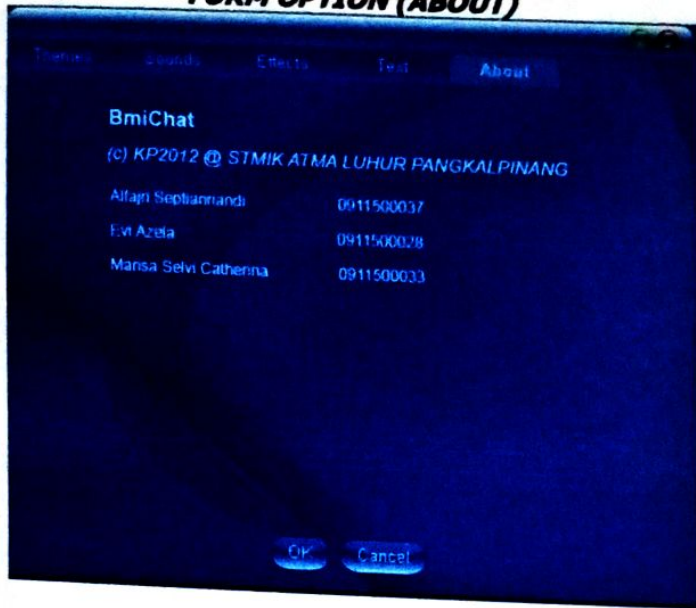 FORM OPTION (ABOUT)
Themes Sounds Effects Text About
BmiChat
(c) KP2012 @ STMIK ATMA LUHUR PANGKALPINANG
Alfajri Septiannandi 0911500037
Evi Azela 0911500028
Marisa Selvi Catherina 0911500033
OK Cancel